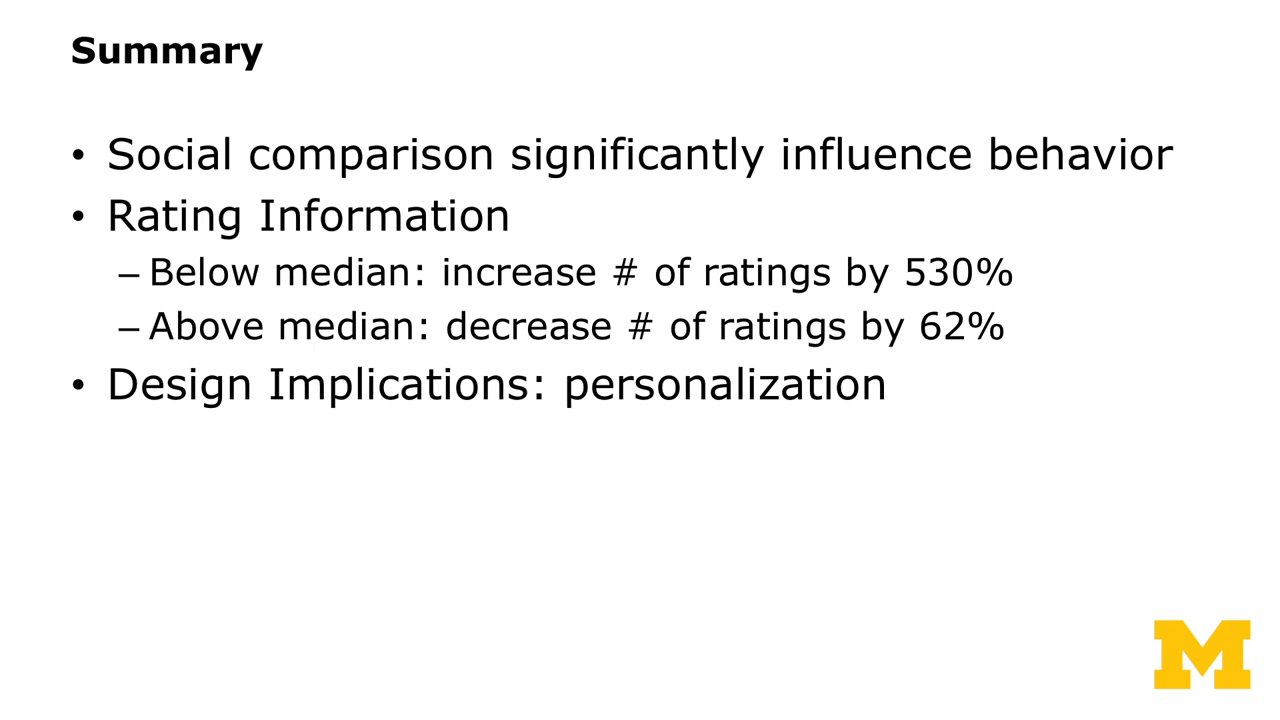 Summary
• Social comparison significantly influence behavior
• Rating Information
– Below median: increase # of ratings by 530%
– Above median: decrease # of ratings by 62%
• Design Implications: personalization
M